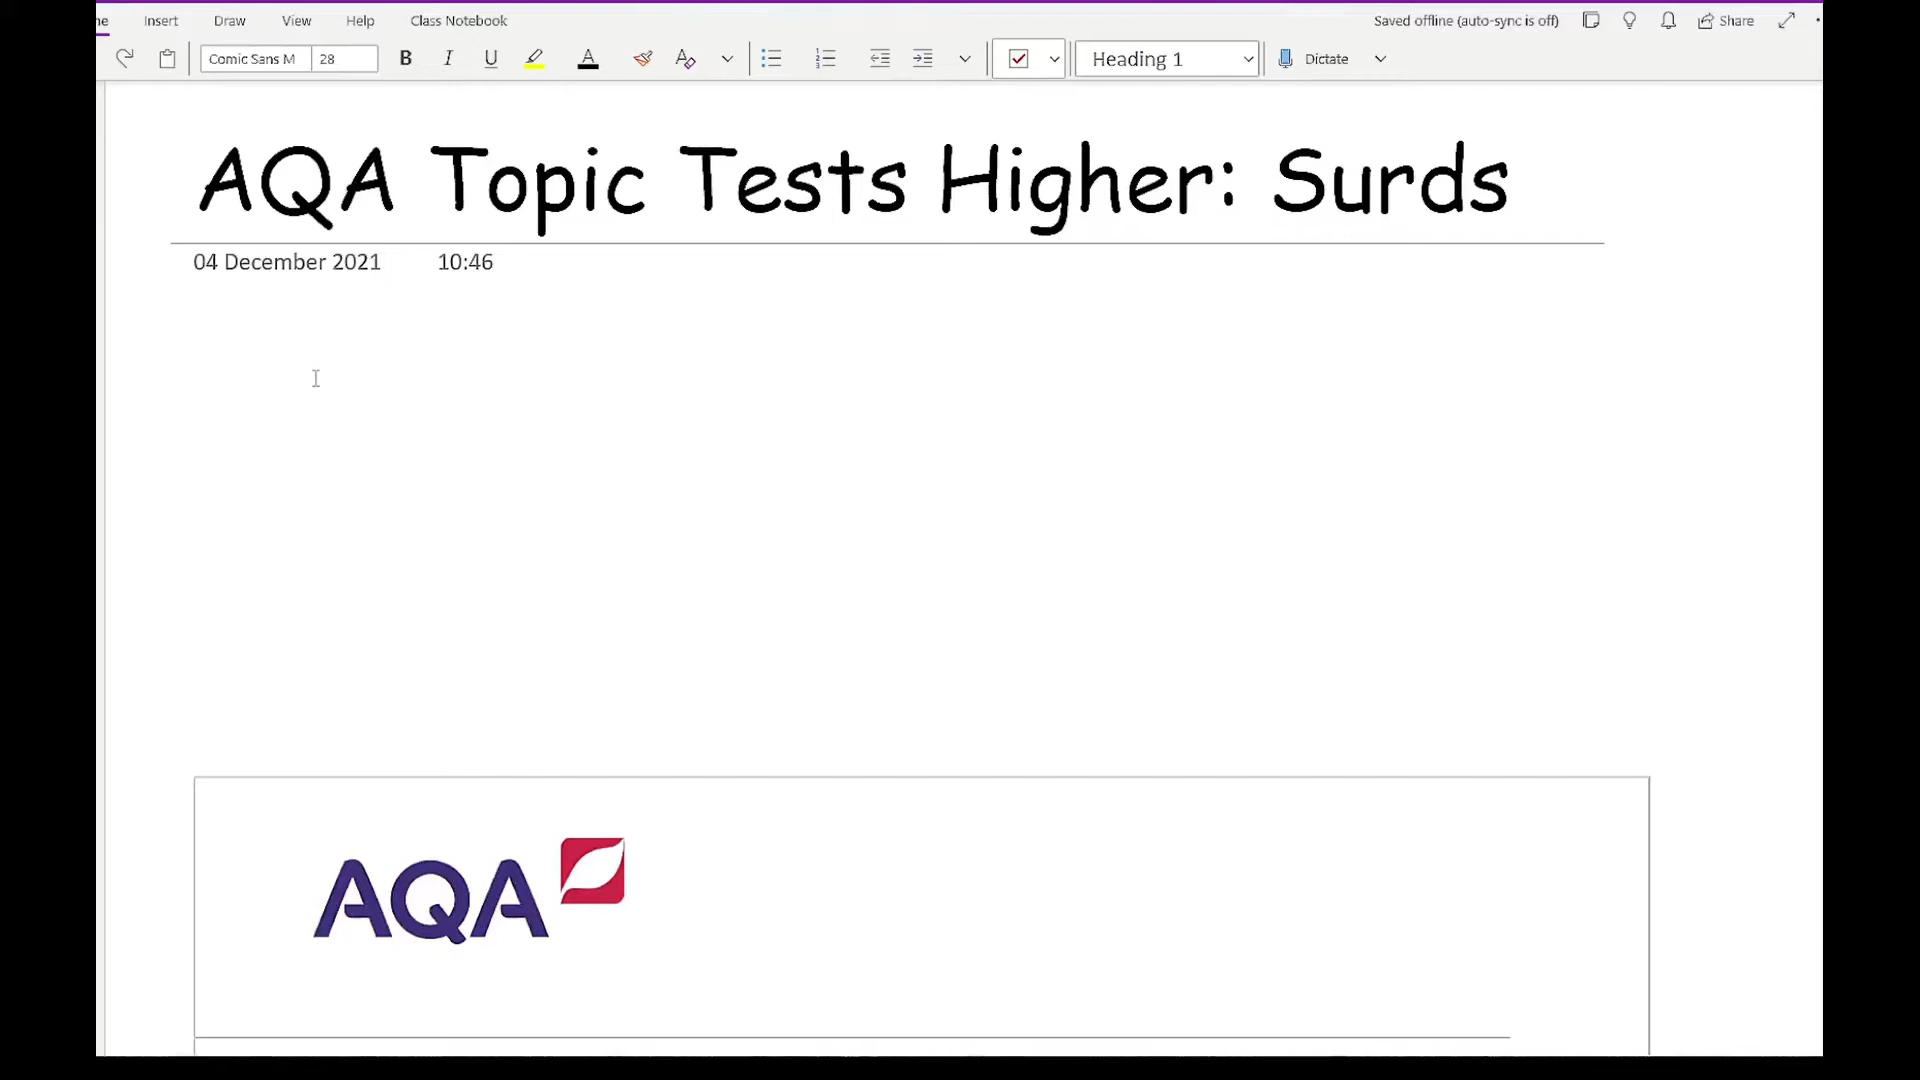 Insert Draw View Help Class Notebook Saved offline (auto-sync is off) Share
Comic Sans M 28 B I U A Heading 1 Dictate
AQA Topic Tests Higher: Surds
04 December 2021 10:46
AQA